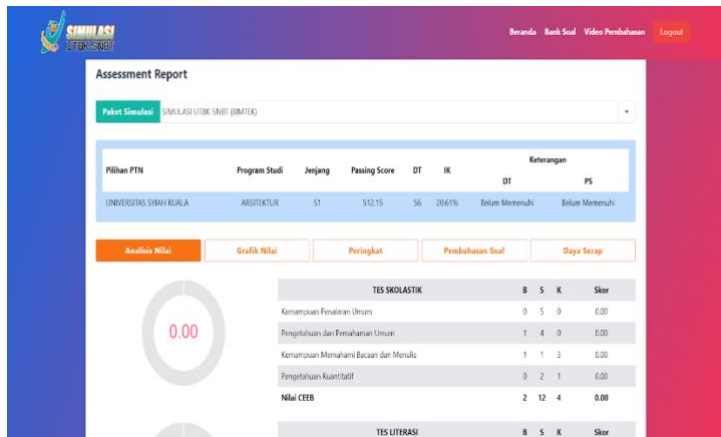 SIMULASI
UTBK-SNBT
Beranda Bank Soal Video Pembahasan Logout
Assessment Report
Paket Simulasi SIMULASI UTBK-SNBT (BIMTEK)
Keterangan
Pilihan PTN Program Studi Jenjang Passing Score DT IK
DT PS
UNIVERSITAS SYIAH KUALA ARSITEKTUR S1 512.15 56 20.61% Belum Memenuhi Belum Memenuhi
Analisis Nilai Grafik Nilai Peringkat Pembahasan Soal Daya Serap
TES SKOLASTIK B S K Skor
Kemampuan Penalaran Umum 0 5 0 0.00
0.00
Pengetahuan dan Pemahaman Umum 1 4 0 0.00
Kemampuan Memahami Bacaan dan Menulis 1 1 3 0.00
Pengetahuan Kuantitatif 0 2 1 0.00
Nilai CEEB 2 12 4 0.00
TES LITERASI B S K Skor